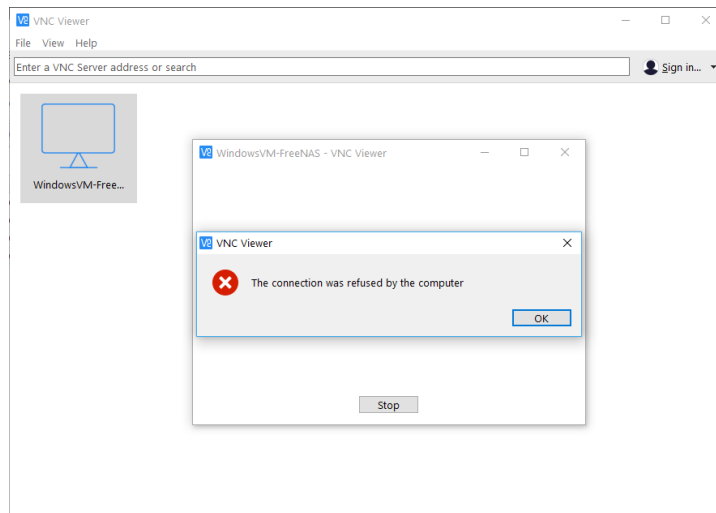 VNC Viewer
File View Help
Enter a VNC Server address or search
Sign in...
WindowsVM-Free...
WindowsVM-FreeNAS - VNC Viewer
VNC Viewer
The connection was refused by the computer
OK
Stop